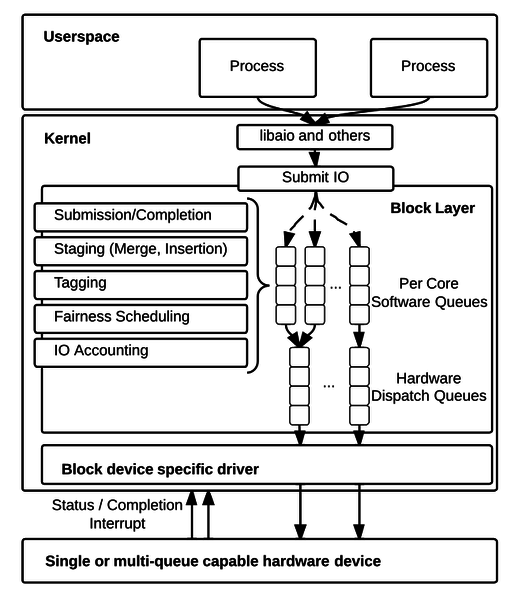 Userspace
Process
Process
Kernel
libaio and others
Submit IO
Block Layer
Submission/Completion
Staging (Merge, Insertion)
Tagging
Fairness Scheduling
IO Accounting
...
Per Core
Software Queues
...
Hardware
Dispatch Queues
Block device specific driver
Status / Completion
Interrupt
Single or multi-queue capable hardware device